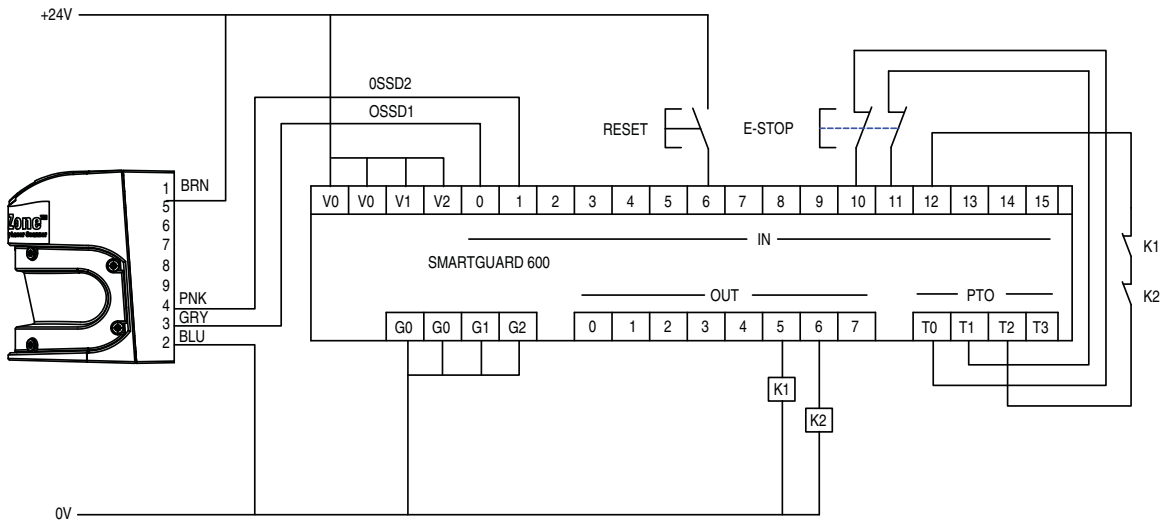 +24V
0SSD2
OSSD1
RESET
E-STOP
1 BRN
5
6
7
8
9
4 PNK
3 GRY
2 BLU
Zone™
V0 V0 V1 V2 0 1 2 3 4 5 6 7 8 9 10 11 12 13 14 15
IN
SMARTGUARD 600
OUT
PTO
G0 G0 G1 G2 0 1 2 3 4 5 6 7 T0 T1 T2 T3
K1
K2
K1
K2
0V